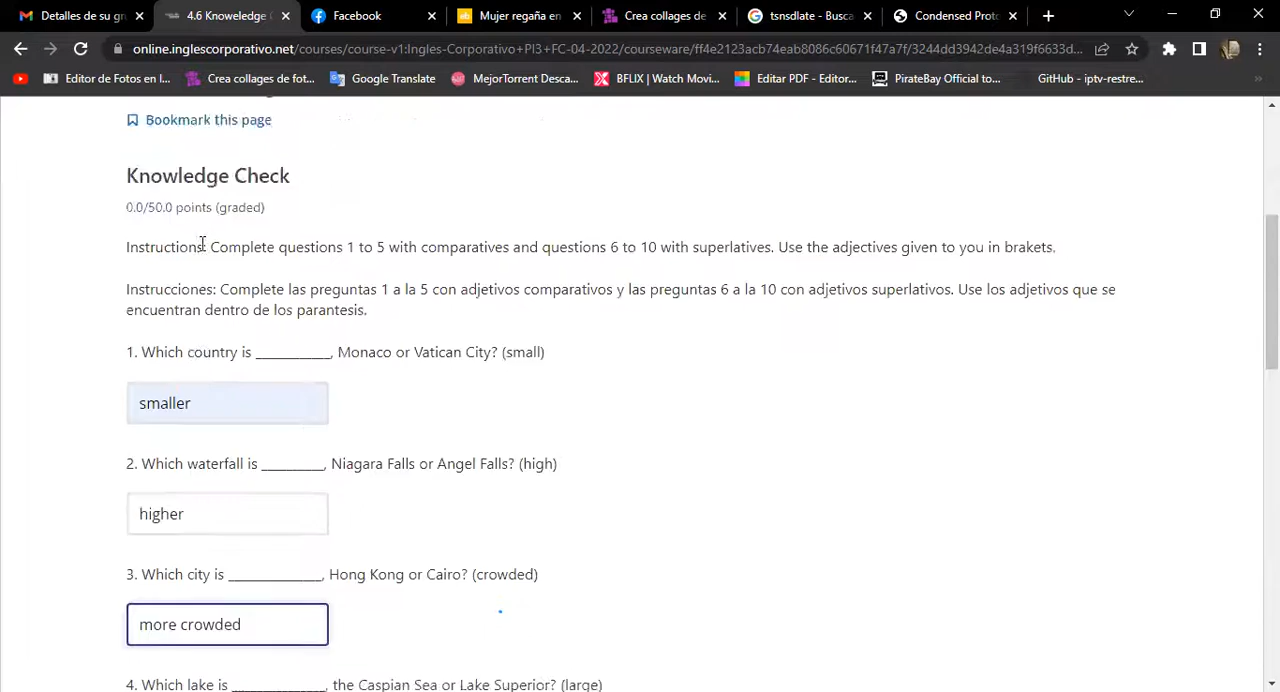 Detalles de su gr
4.6 Knoweledge C
Facebook
Mujer regaña en
Crea collages de
tsnsdlate - Busca
Condensed Proto
online.inglescorporativo.net/courses/course-v1:Ingles-Corporativo+PI3+FC-04-2022/courseware/ff4e2123acb74eab8086c60671f47a7f/3244dd3942de4a319f6633d...
Editor de Fotos en l...
Crea collages de fot...
Google Translate
MejorTorrent Desca...
BFLIX | Watch Movi...
Editar PDF - Editor...
PirateBay Official to...
GitHub - iptv-restre...
Bookmark this page
Knowledge Check
0.0/50.0 points (graded)
Instructions: Complete questions 1 to 5 with comparatives and questions 6 to 10 with superlatives. Use the adjectives given to you in brakets.
Instrucciones: Complete las preguntas 1 a la 5 con adjetivos comparativos y las preguntas 6 a la 10 con adjetivos superlativos. Use los adjetivos que se
encuentran dentro de los parantesis.
1. Which country is ___________, Monaco or Vatican City? (small)
smaller
2. Which waterfall is _________, Niagara Falls or Angel Falls? (high)
higher
3. Which city is _____________, Hong Kong or Cairo? (crowded)
more crowded
4. Which lake is _____________, the Caspian Sea or Lake Superior? (large)